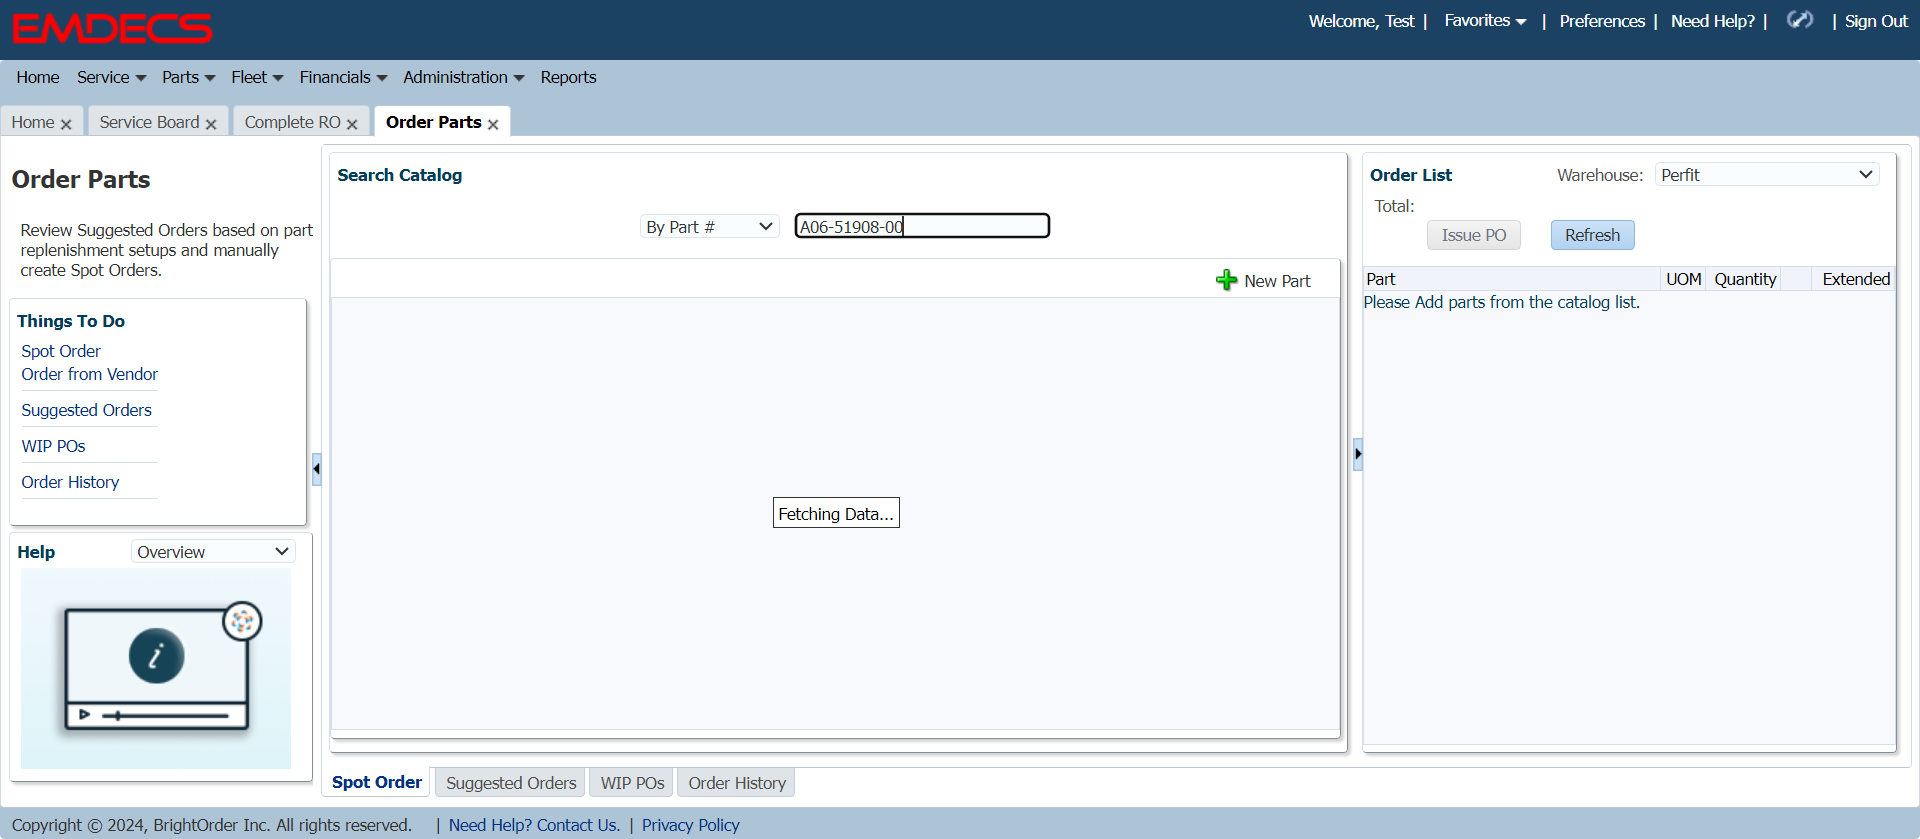 EMDECS
Welcome, Test | Favorites | Preferences | Need Help? | | Sign Out
Home Service Parts Fleet Financials Administration Reports
Home Service Board Complete RO Order Parts
Order Parts
Review Suggested Orders based on part
replenishment setups and manually
create Spot Orders.
Things To Do
Spot Order
Order from Vendor
Suggested Orders
WIP POs
Order History
Help Overview
i
Search Catalog
By Part # A06-51908-00
New Part
Fetching Data...
Order List Warehouse: Perfit
Total:
Issue PO Refresh
Part UOM Quantity Extended
Please Add parts from the catalog list.
Spot Order Suggested Orders WIP POs Order History
Copyright © 2024, BrightOrder Inc. All rights reserved. | Need Help? Contact Us. | Privacy Policy